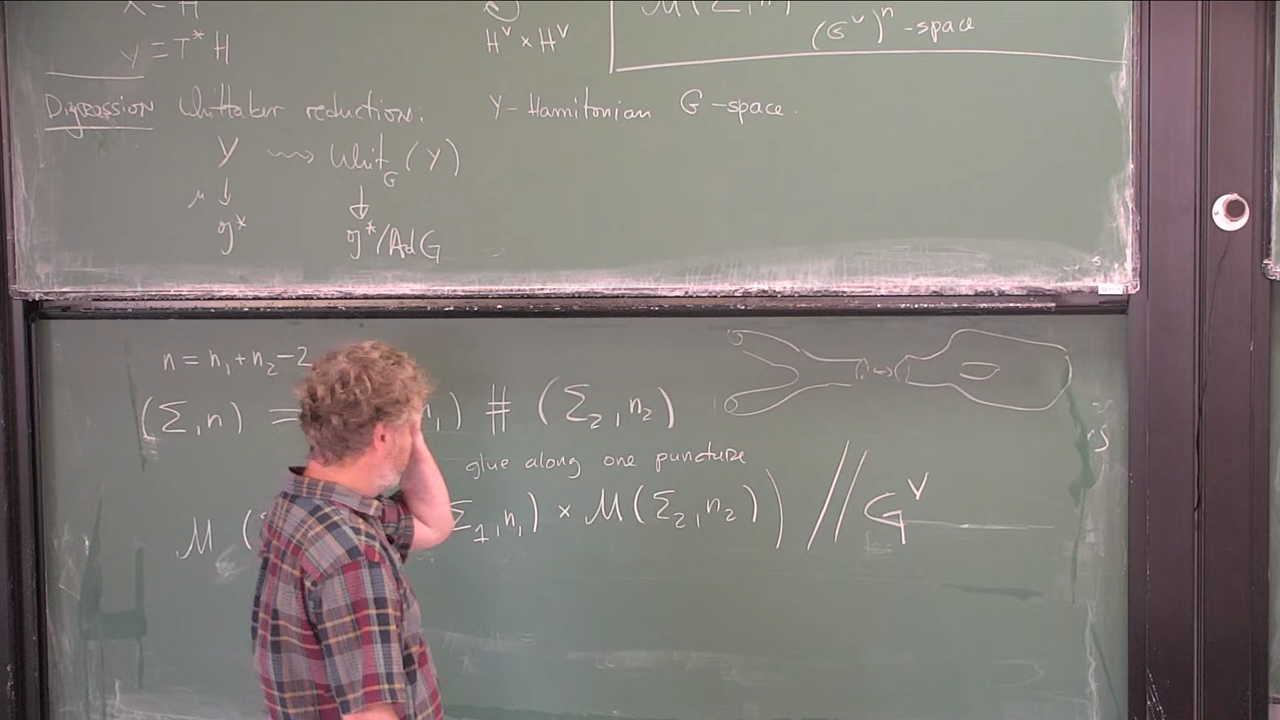 X = H
Y = T* H
H^∨ × H^∨
M(Σ, n)
(G^∨)^n - space
Digression Whittaker reduction. Y - Hamitonian G - space.
Y ⇝ Whit_G (Y)
μ ↓ ↓
g* g*/Ad G
n = n₁ + n₂ - 2
(Σ, n) = n₁) # (Σ₂, n₂)
glue along one puncture
M ( Σ₁, n₁) × M(Σ₂, n₂)) // G^∨